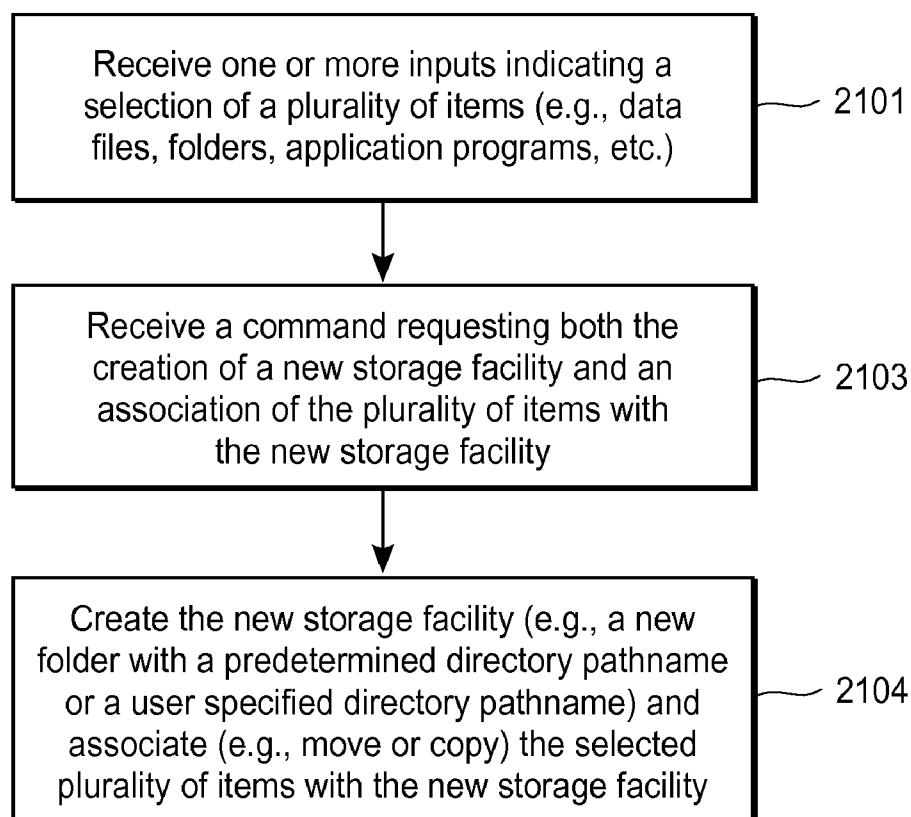 Receive one or more inputs indicating a
selection of a plurality of items (e.g., data
files, folders, application programs, etc.)
2101
Receive a command requesting both the
creation of a new storage facility and an
association of the plurality of items with
the new storage facility
2103
Create the new storage facility (e.g., a new
folder with a predetermined directory pathname
or a user specified directory pathname) and
associate (e.g., move or copy) the selected
plurality of items with the new storage facility
2104